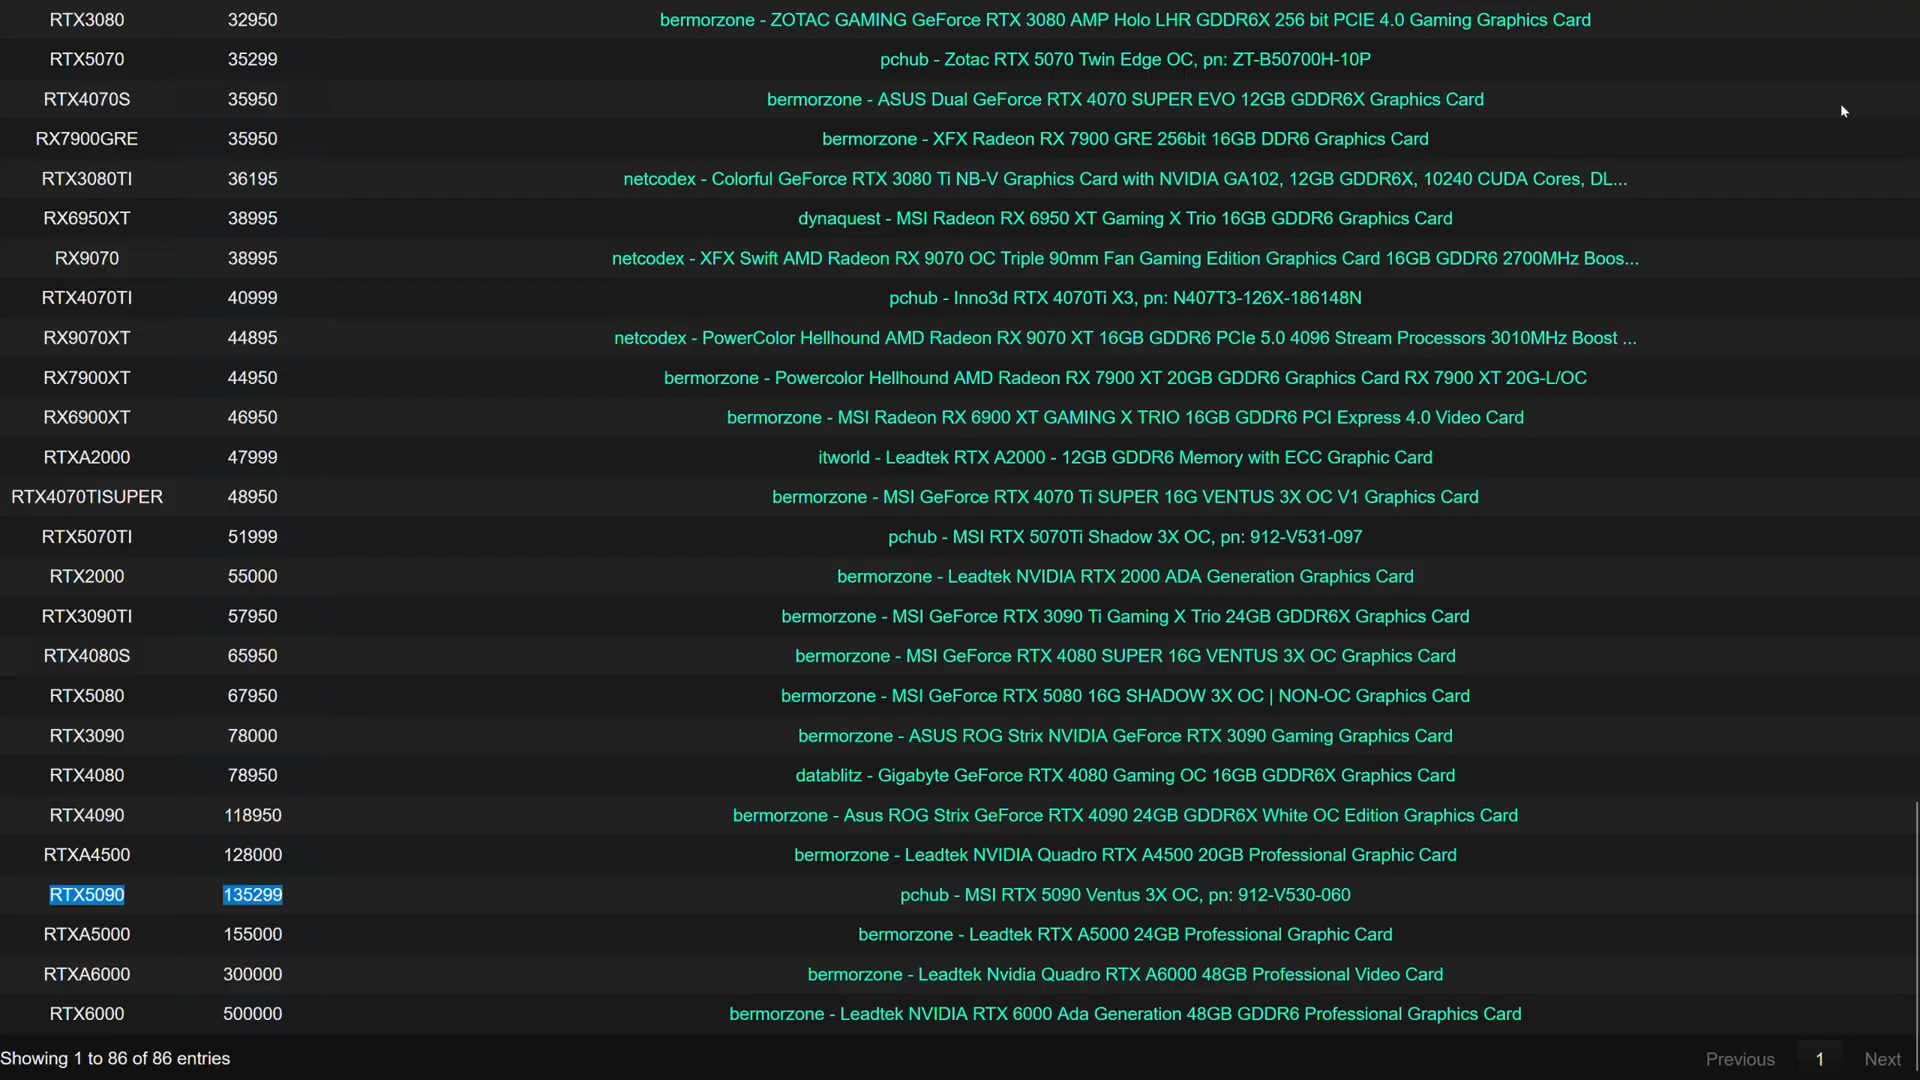 RTX3080 32950 bermorzone - ZOTAC GAMING GeForce RTX 3080 AMP Holo LHR GDDR6X 256 bit PCIE 4.0 Gaming Graphics Card
RTX5070 35299 pchub - Zotac RTX 5070 Twin Edge OC, pn: ZT-B50700H-10P
RTX4070S 35950 bermorzone - ASUS Dual GeForce RTX 4070 SUPER EVO 12GB GDDR6X Graphics Card
RX7900GRE 35950 bermorzone - XFX Radeon RX 7900 GRE 256bit 16GB DDR6 Graphics Card
RTX3080TI 36195 netcodex - Colorful GeForce RTX 3080 Ti NB-V Graphics Card with NVIDIA GA102, 12GB GDDR6X, 10240 CUDA Cores, DL...
RX6950XT 38995 dynaquest - MSI Radeon RX 6950 XT Gaming X Trio 16GB GDDR6 Graphics Card
RX9070 38995 netcodex - XFX Swift AMD Radeon RX 9070 OC Triple 90mm Fan Gaming Edition Graphics Card 16GB GDDR6 2700MHz Boos...
RTX4070TI 40999 pchub - Inno3d RTX 4070Ti X3, pn: N407T3-126X-186148N
RX9070XT 44895 netcodex - PowerColor Hellhound AMD Radeon RX 9070 XT 16GB GDDR6 PCIe 5.0 4096 Stream Processors 3010MHz Boost ...
RX7900XT 44950 bermorzone - Powercolor Hellhound AMD Radeon RX 7900 XT 20GB GDDR6 Graphics Card RX 7900 XT 20G-L/OC
RX6900XT 46950 bermorzone - MSI Radeon RX 6900 XT GAMING X TRIO 16GB GDDR6 PCI Express 4.0 Video Card
RTXA2000 47999 itworld - Leadtek RTX A2000 - 12GB GDDR6 Memory with ECC Graphic Card
RTX4070TISUPER 48950 bermorzone - MSI GeForce RTX 4070 Ti SUPER 16G VENTUS 3X OC V1 Graphics Card
RTX5070TI 51999 pchub - MSI RTX 5070Ti Shadow 3X OC, pn: 912-V531-097
RTX2000 55000 bermorzone - Leadtek NVIDIA RTX 2000 ADA Generation Graphics Card
RTX3090TI 57950 bermorzone - MSI GeForce RTX 3090 Ti Gaming X Trio 24GB GDDR6X Graphics Card
RTX4080S 65950 bermorzone - MSI GeForce RTX 4080 SUPER 16G VENTUS 3X OC Graphics Card
RTX5080 67950 bermorzone - MSI GeForce RTX 5080 16G SHADOW 3X OC | NON-OC Graphics Card
RTX3090 78000 bermorzone - ASUS ROG Strix NVIDIA GeForce RTX 3090 Gaming Graphics Card
RTX4080 78950 datablitz - Gigabyte GeForce RTX 4080 Gaming OC 16GB GDDR6X Graphics Card
RTX4090 118950 bermorzone - Asus ROG Strix GeForce RTX 4090 24GB GDDR6X White OC Edition Graphics Card
RTXA4500 128000 bermorzone - Leadtek NVIDIA Quadro RTX A4500 20GB Professional Graphic Card
RTX5090 135299 pchub - MSI RTX 5090 Ventus 3X OC, pn: 912-V530-060
RTXA5000 155000 bermorzone - Leadtek RTX A5000 24GB Professional Graphic Card
RTXA6000 300000 bermorzone - Leadtek Nvidia Quadro RTX A6000 48GB Professional Video Card
RTX6000 500000 bermorzone - Leadtek NVIDIA RTX 6000 Ada Generation 48GB GDDR6 Professional Graphics Card
Showing 1 to 86 of 86 entries Previous 1 Next